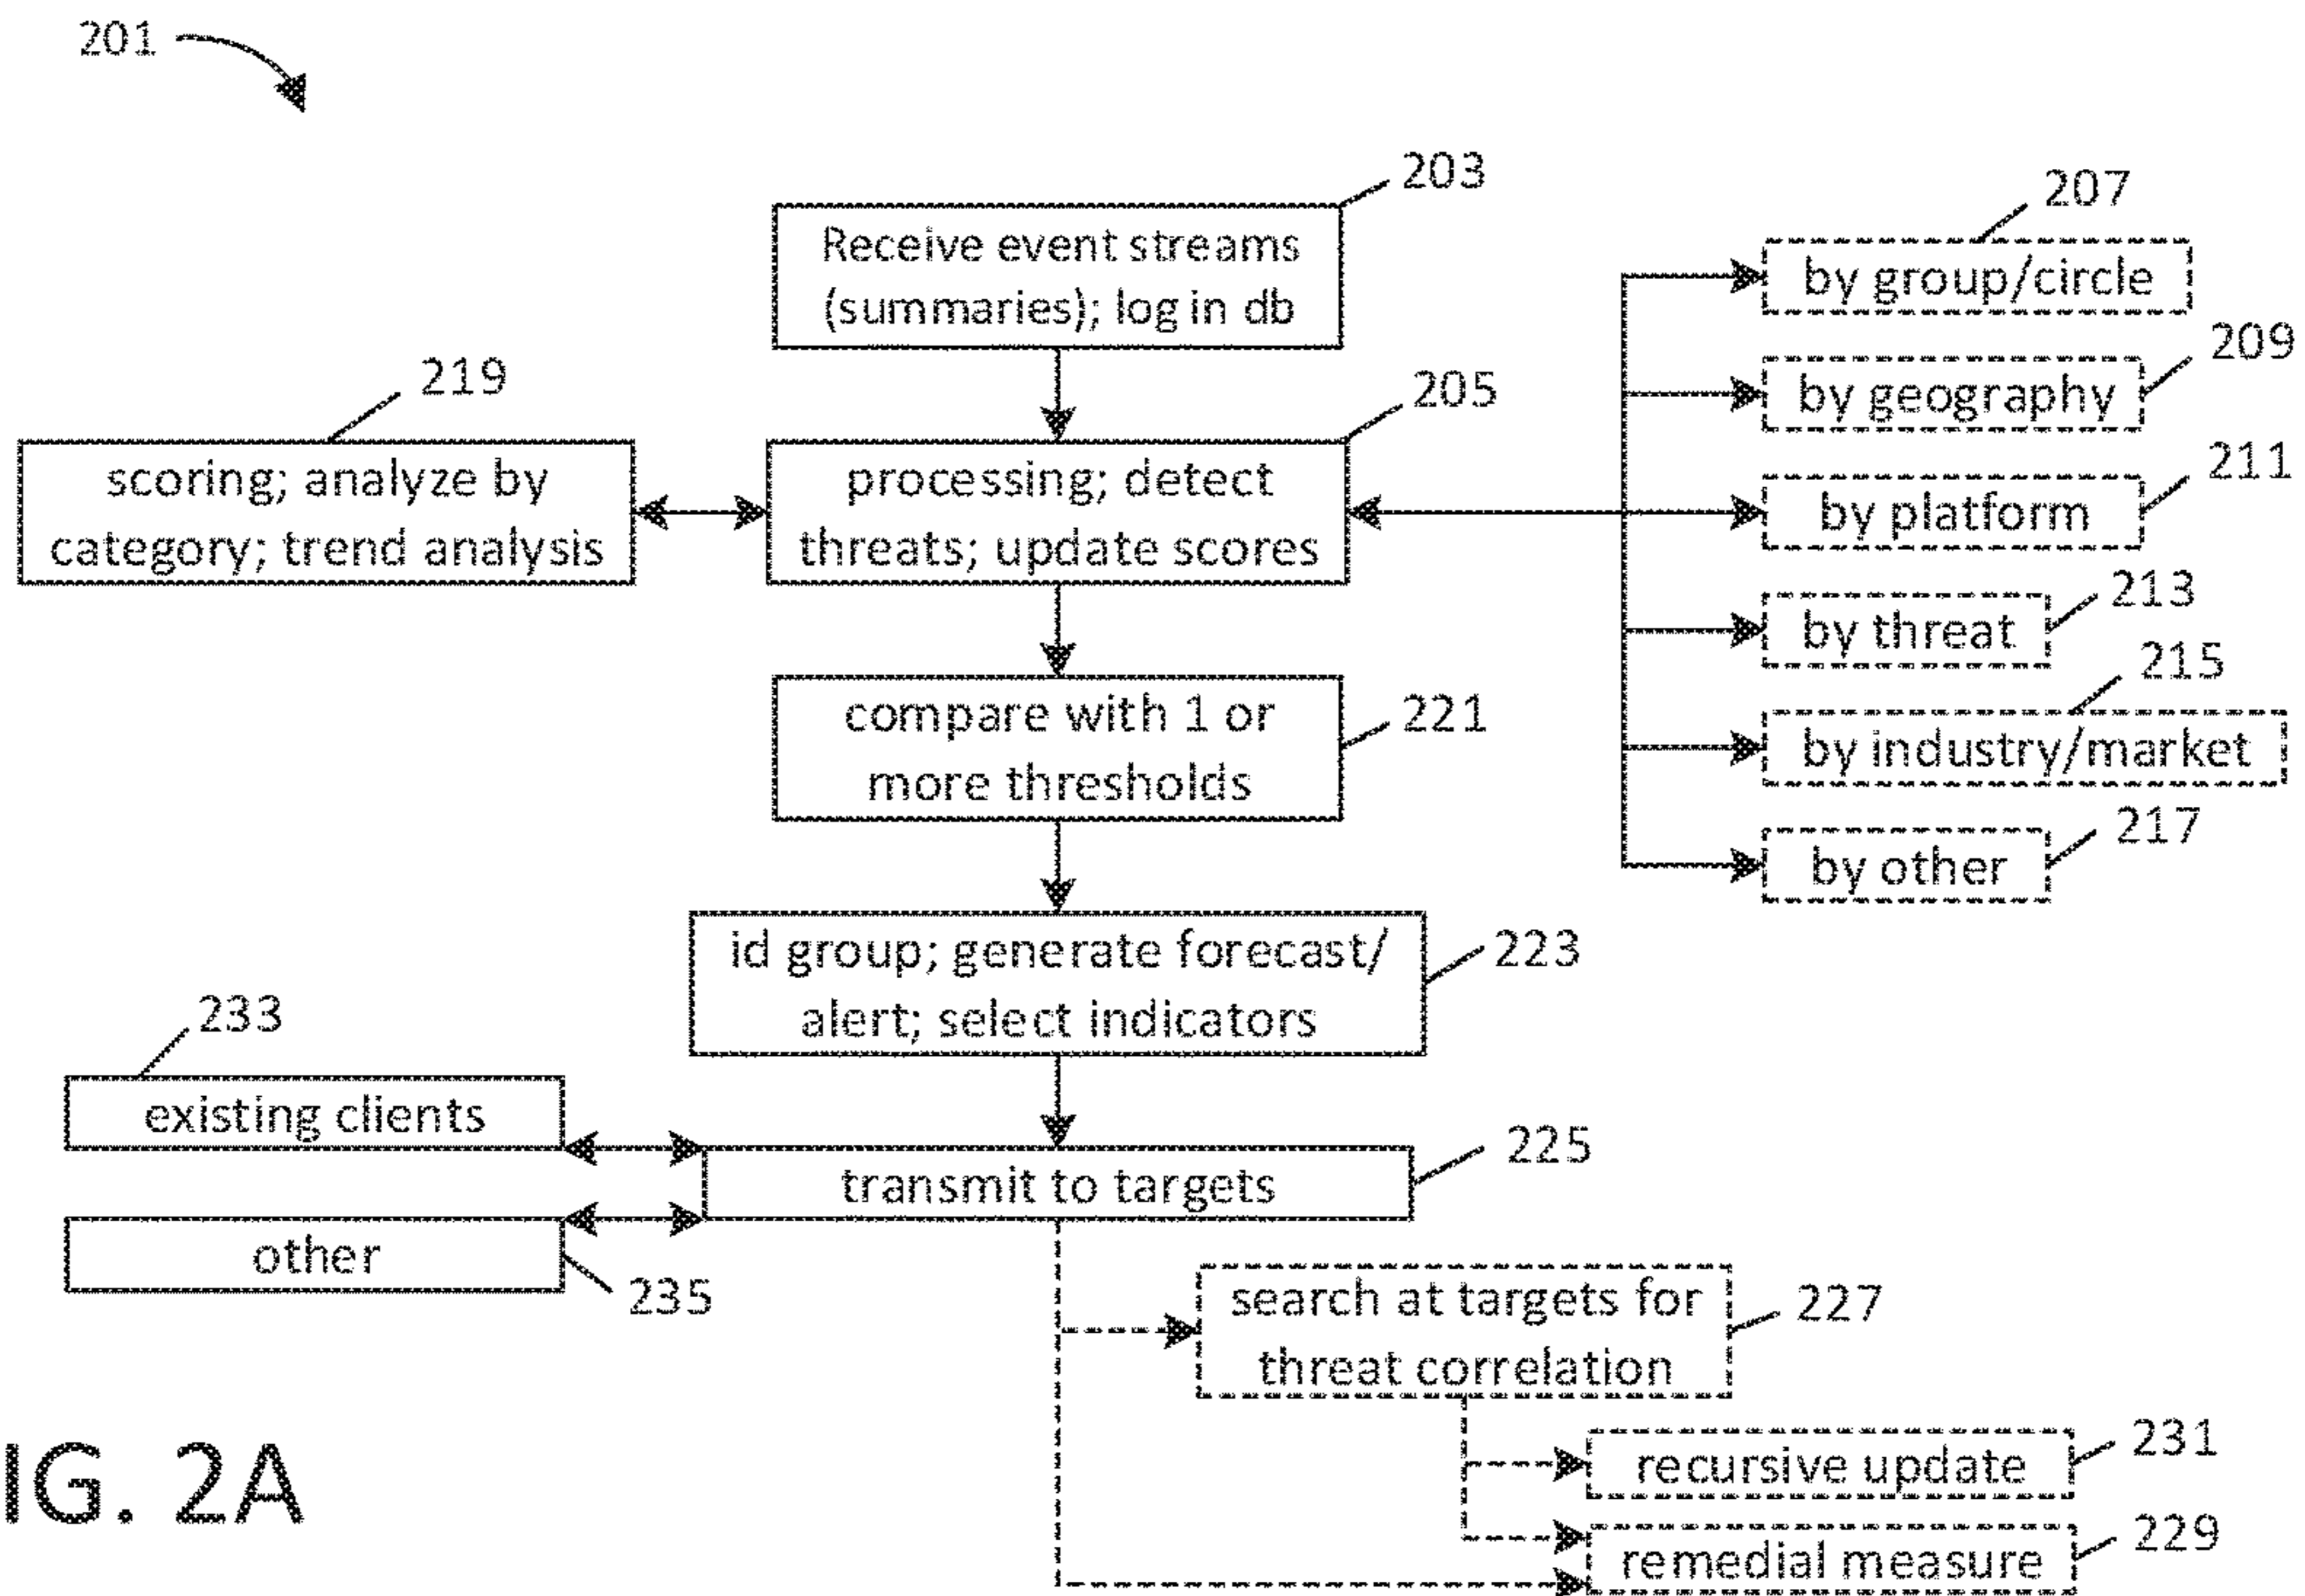 201
203
Receive event streams
(summaries); log in db
207
by group/circle
209
by geography
219
scoring; analyze by
category; trend analysis
205
processing; detect
threats; update scores
211
by platform
213
by threat
215
by industry/market
221
compare with 1 or
more thresholds
217
by other
223
id group; generate forecast/
alert; select indicators
233
existing clients
225
transmit to targets
other
235
227
search at targets for
threat correlation
231
recursive update
229
remedial measure
IG. 2A